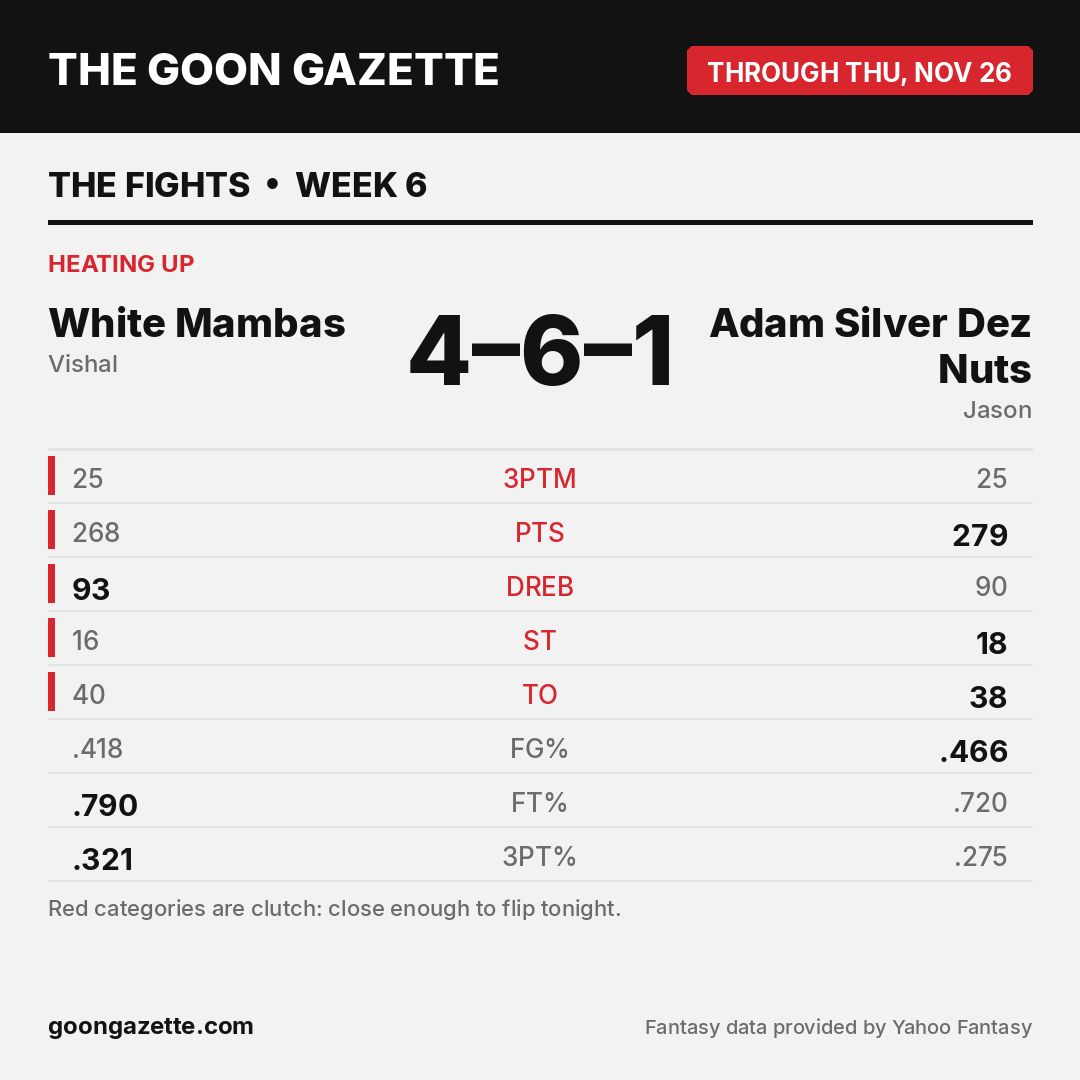 THE GOON GAZETTE
THROUGH THU, NOV 26
THE FIGHTS • WEEK 6
HEATING UP
White Mambas
Vishal
4–6–1
Adam Silver Dez
Nuts
Jason
25 3PTM 25
268 PTS 279
93 DREB 90
16 ST 18
40 TO 38
.418 FG% .466
.790 FT% .720
.321 3PT% .275
Red categories are clutch: close enough to flip tonight.
goongazette.com
Fantasy data provided by Yahoo Fantasy